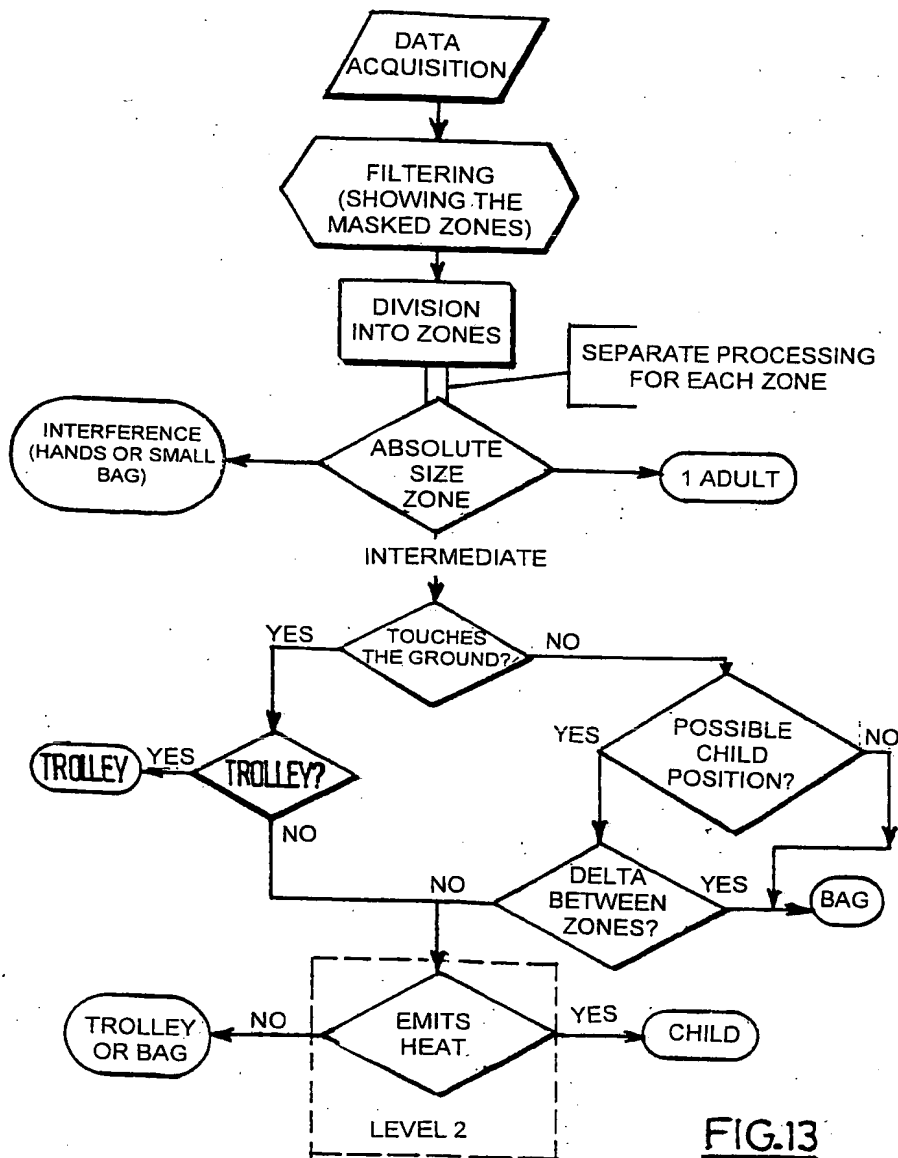 DATA
ACQUISITION
FILTERING
(SHOWING THE
MASKED ZONES)
DIVISION
INTO ZONES
SEPARATE PROCESSING
FOR EACH ZONE
INTERFERENCE
(HANDS OR SMALL
BAG)
ABSOLUTE
SIZE
ZONE
1 ADULT
INTERMEDIATE
YES
TOUCHES
THE GROUND?
NO
YES
POSSIBLE
CHILD
POSITION?
NO
TROLLEY
YES
TROLLEY?
NO
NO
DELTA
BETWEEN
ZONES?
YES
BAG
TROLLEY
OR BAG
NO
EMITS
HEAT
YES
CHILD
LEVEL 2
FIG.13